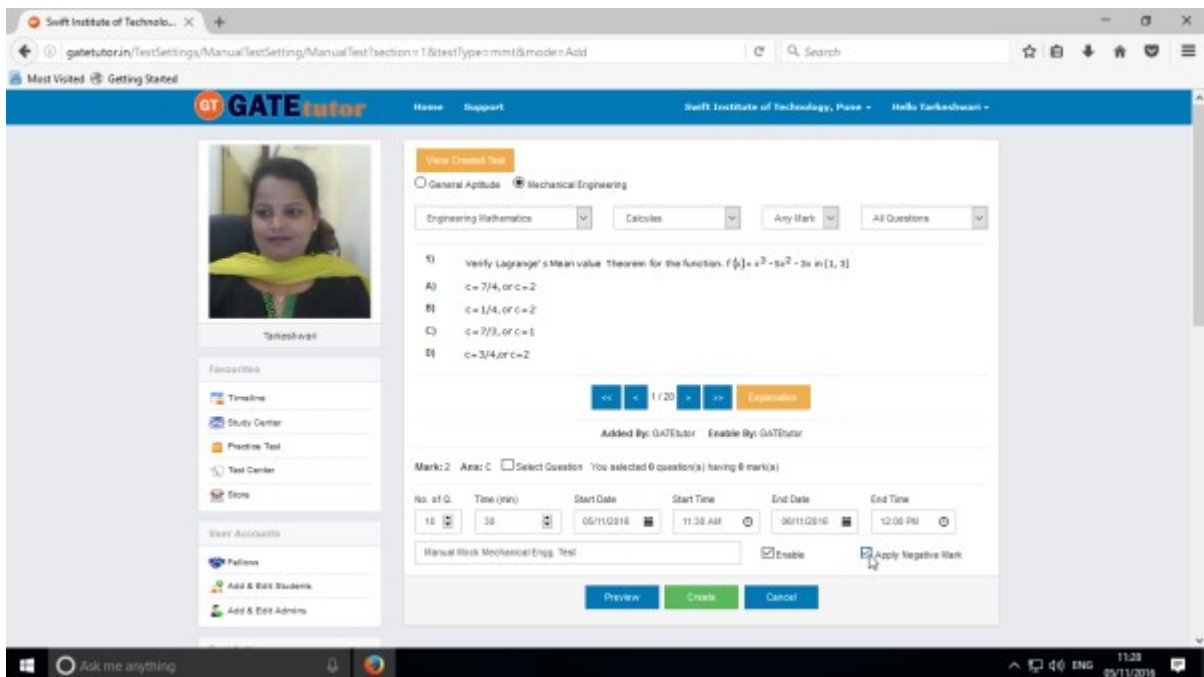 Swift Institute of Technolo...
gatetutor.in/TestSettings/ManualTestSetting/ManualTest?section=1&testType=mmt&mode=Add
Search
Most Visited Getting Started
GT GATEtutor Home Support Swift Institute of Technology, Pune Hello Tarkeshwari
View Created Test
General Aptitude Mechanical Engineering
Engineering Mathematics Calculus Any Mark All Questions
1) Verify Lagrange's Mean value Theorem for the function. f(x)= x³ -5x² -3x in [1, 3]
A) c= 7/4, or c= 2
B) c= 1/4, or c= 2
C) c= 7/3, or c= 1
D) c= 3/4,or c=2
Tarkeshwari
Favourites
Timeline
Study Center
Practice Test
Test Center
Store
<< < 1 / 20 > >> Explanation
Added By: GATEtutor Enable By: GATEtutor
Mark: 2 Ans: C Select Question You selected 0 question(s) having 0 mark(s)
No. of Q. Time (min) Start Date Start Time End Date End Time
10 30 05/11/2016 11:30 AM 06/11/2016 12:00 PM
Manual Mock Mechanical Engg. Test Enable Apply Negative Mark
Preview Create Cancel
User Accounts
Fellows
Add & Edit Students
Add & Edit Admins
Ask me anything
ENG
11:28
05/11/2016